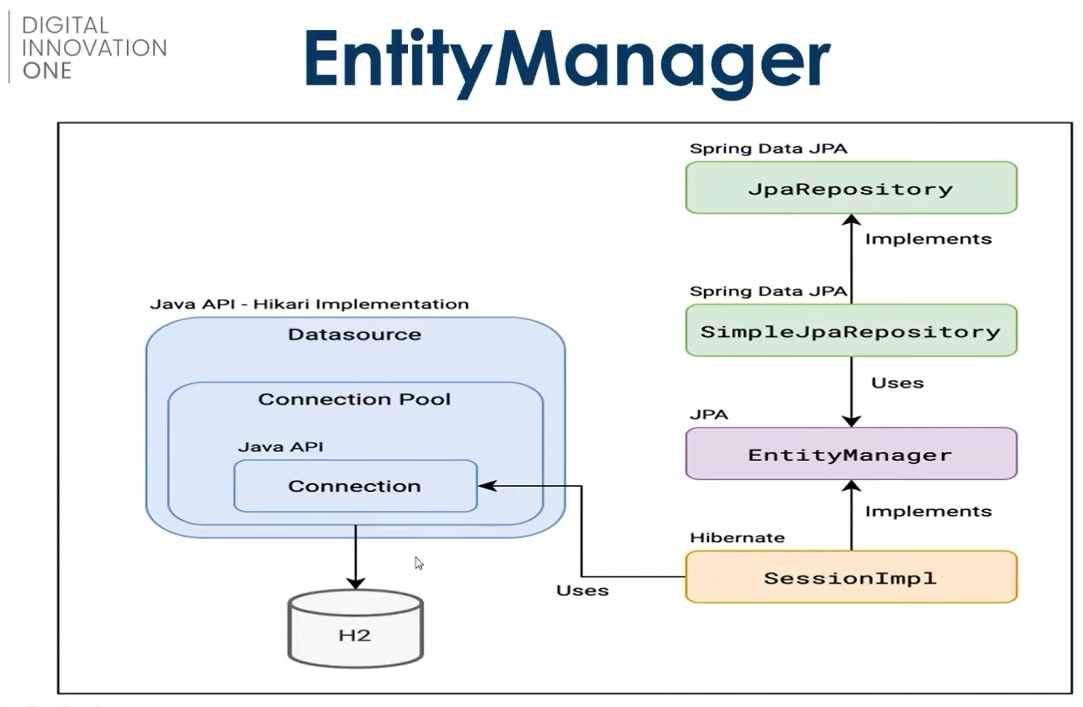 DIGITAL
INNOVATION
ONE
EntityManager
Spring Data JPA
JpaRepository
Implements
Spring Data JPA
SimpleJpaRepository
Uses
JPA
EntityManager
Implements
Hibernate
SessionImpl
Uses
Java API - Hikari Implementation
Datasource
Connection Pool
Java API
Connection
H2